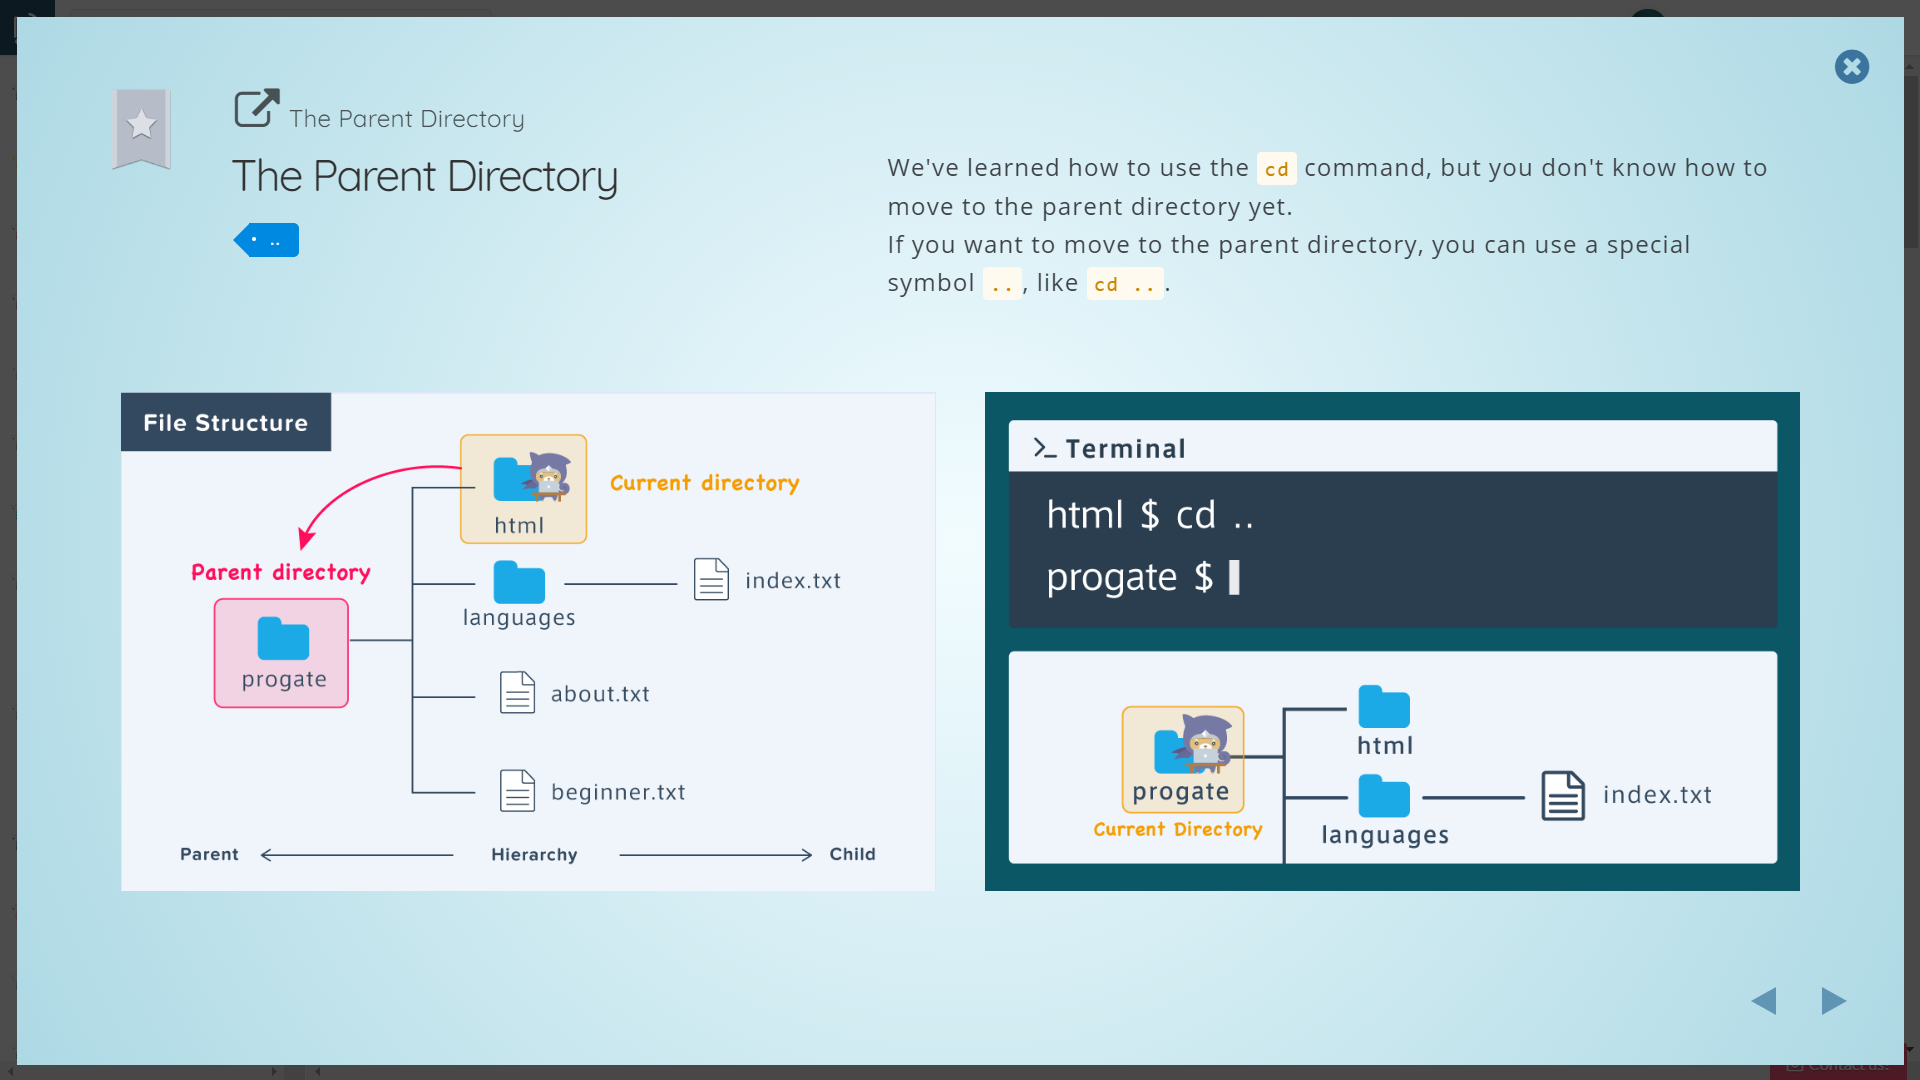 The Parent Directory
The Parent Directory
..
We've learned how to use the cd command, but you don't know how to
move to the parent directory yet.
If you want to move to the parent directory, you can use a special
symbol .., like cd ...
File Structure
html
Current directory
Parent directory
progate
languages
index.txt
about.txt
beginner.txt
Parent
Hierarchy
Child
>_ Terminal
html $ cd ..
progate $
html
progate
Current Directory
languages
index.txt
Contact us!